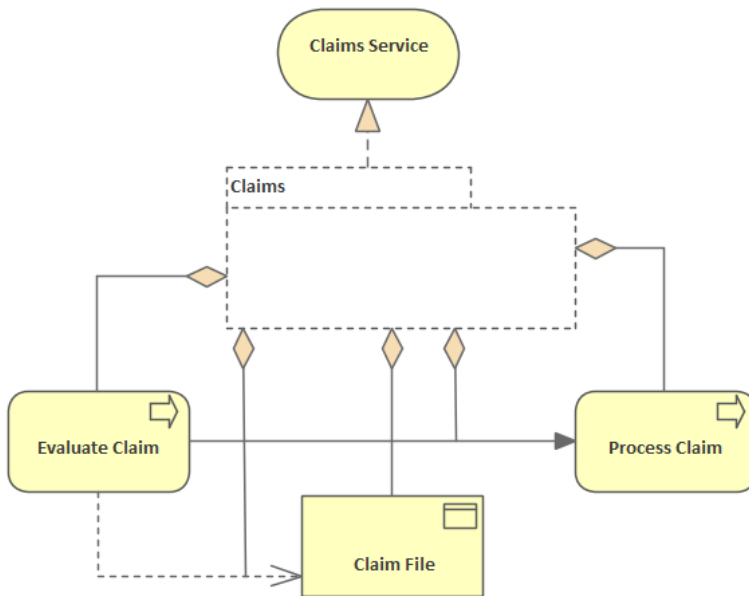 Claims Service
Claims
Evaluate Claim
Process Claim
Claim File